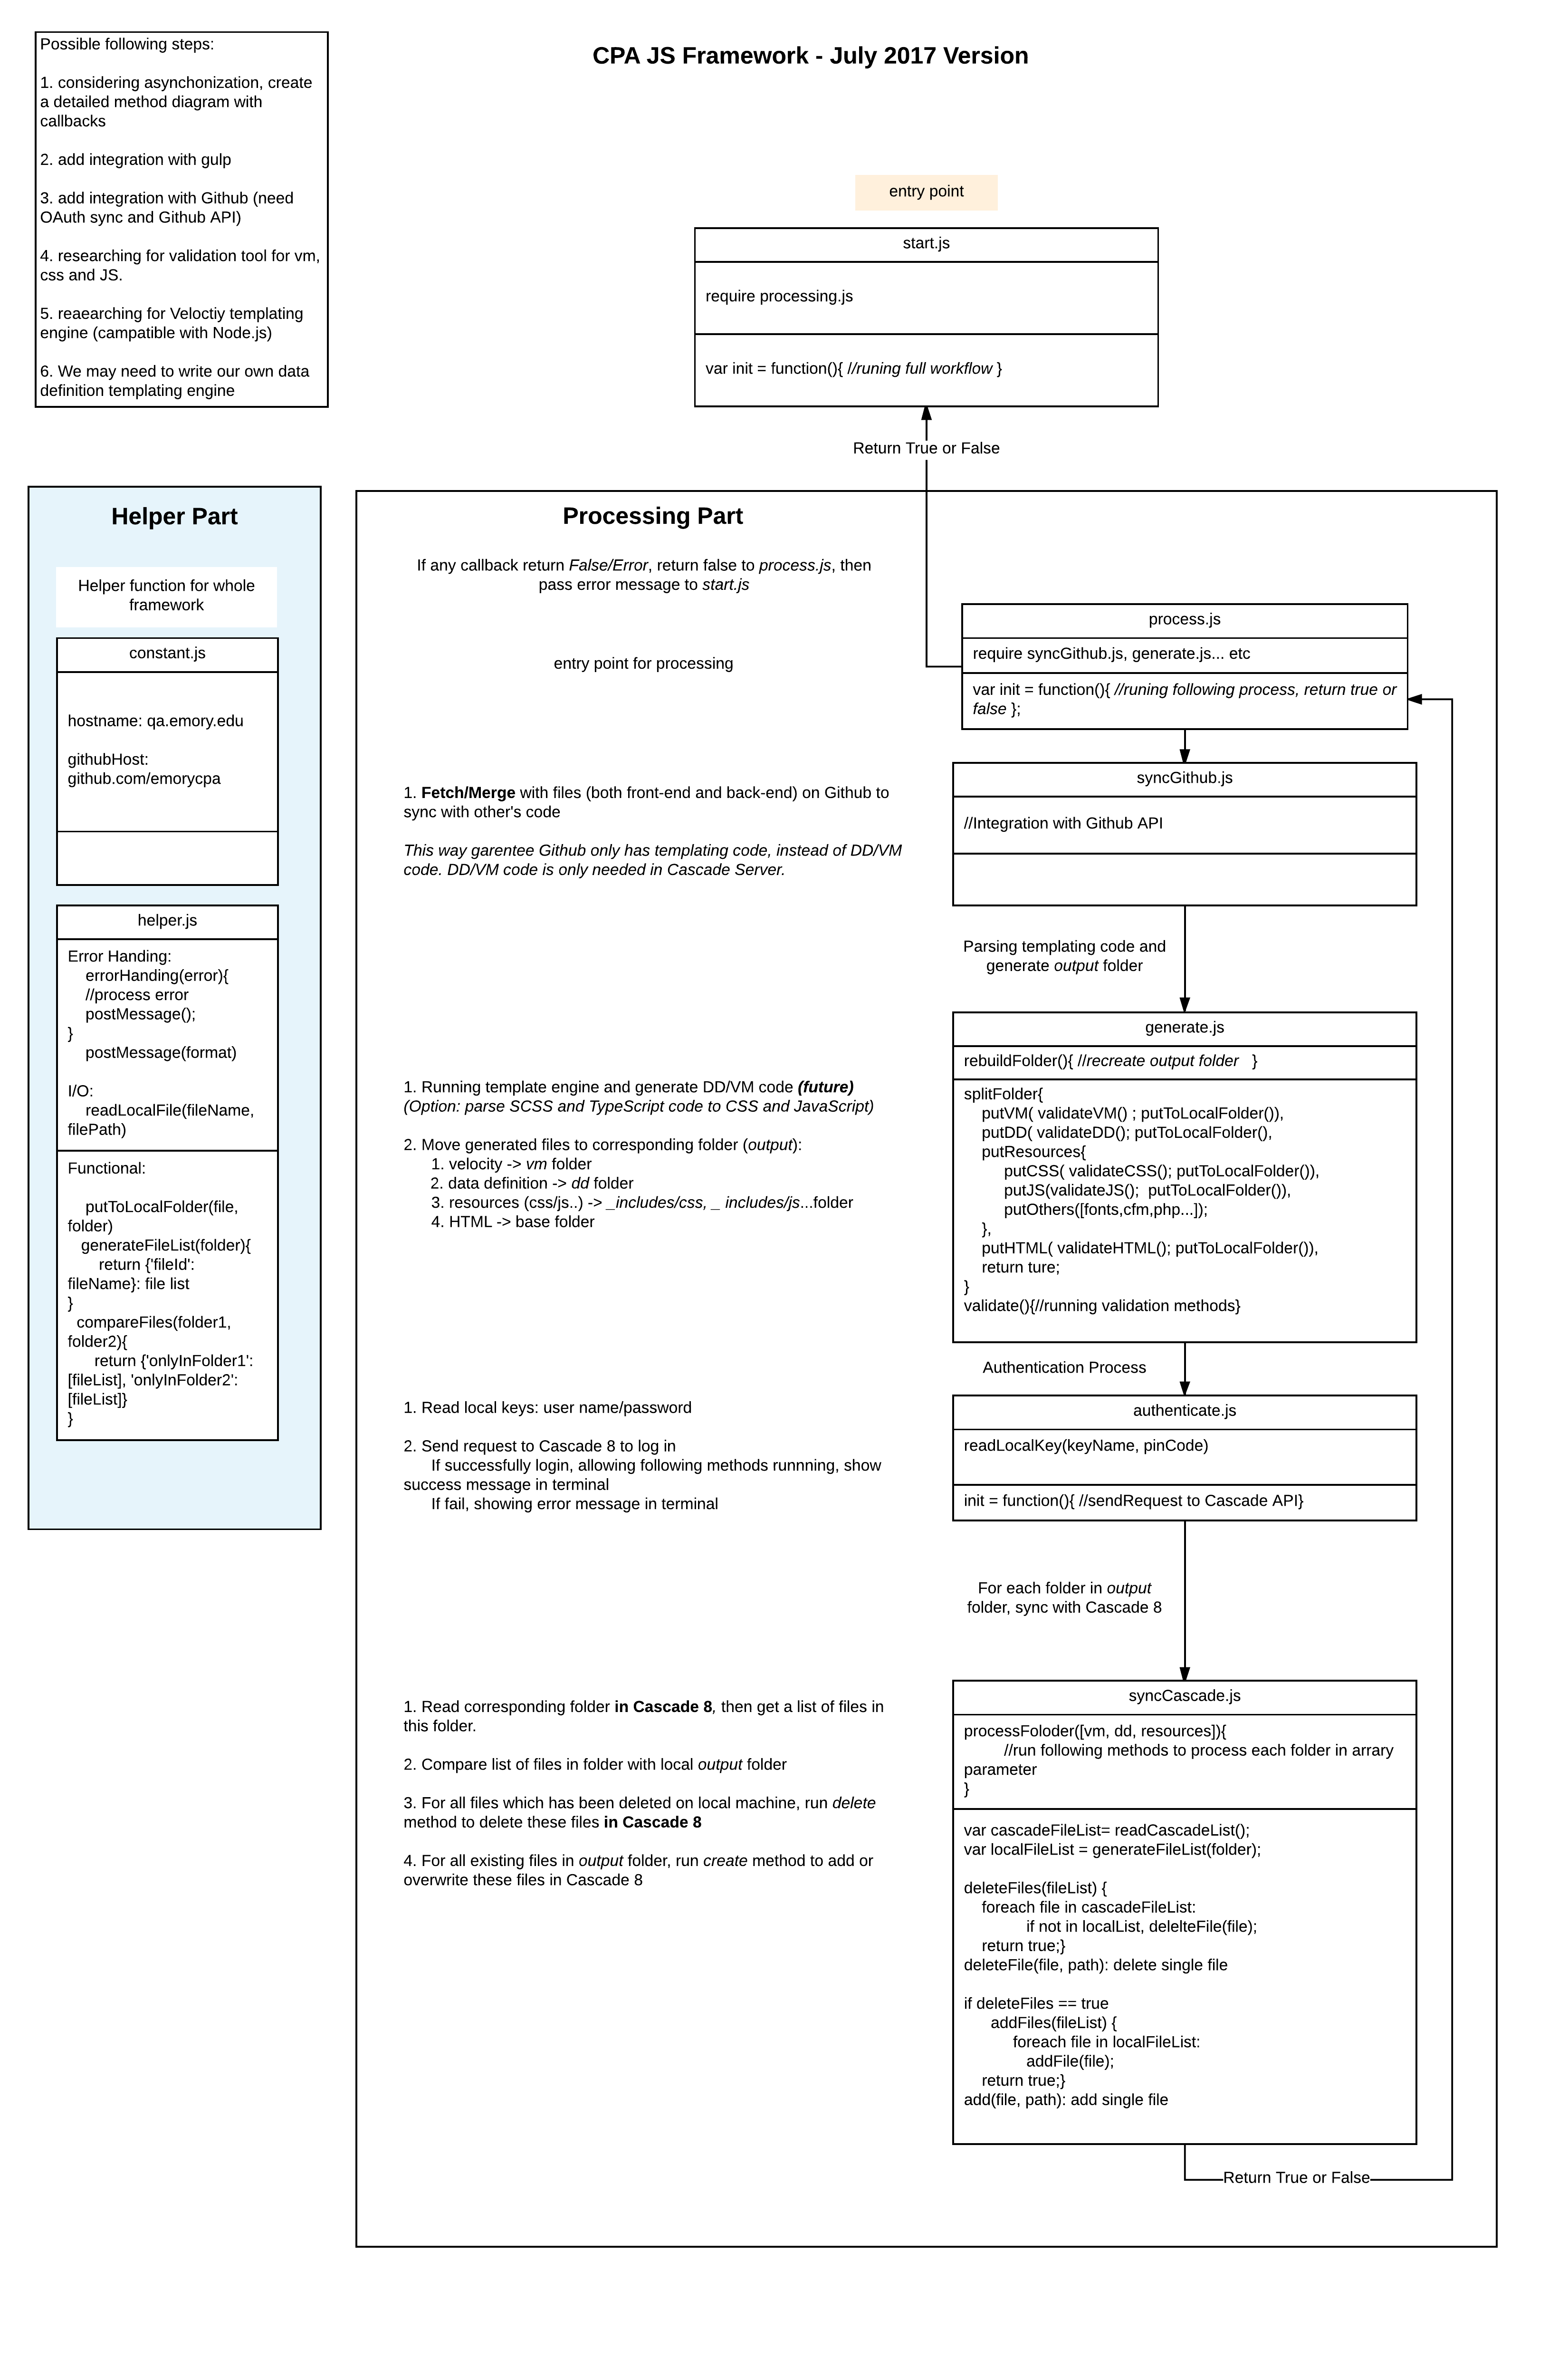 Possible following steps:
1. considering asynchonization, create
a detailed method diagram with
callbacks
2. add integration with gulp
3. add integration with Github (need
OAuth sync and Github API)
4. researching for validation tool for vm,
css and JS.
5. reaearching for Veloctiy templating
engine (campatible with Node.js)
6. We may need to write our own data
definition templating engine
CPA JS Framework - July 2017 Version
entry point
start.js
require processing.js
var init = function(){ //runing full workflow }
Return True or False
Helper Part
Helper function for whole
framework
constant.js
hostname: qa.emory.edu
githubHost:
github.com/emorycpa
helper.js
Error Handing:
errorHanding(error){
//process error
postMessage();
}
postMessage(format)
I/O:
readLocalFile(fileName,
filePath)
Functional:
putToLocalFolder(file,
folder)
generateFileList(folder){
return {'fileId':
fileName}: file list
}
compareFiles(folder1,
folder2){
return {'onlyInFolder1':
[fileList], 'onlyInFolder2':
[fileList]}
}
Processing Part
If any callback return False/Error, return false to process.js, then
pass error message to start.js
entry point for processing
process.js
require syncGithub.js, generate.js... etc
var init = function(){ //runing following process, return true or
false };
1. Fetch/Merge with files (both front-end and back-end) on Github to
sync with other's code
This way garentee Github only has templating code, instead of DD/VM
code. DD/VM code is only needed in Cascade Server.
syncGithub.js
//Integration with Github API
Parsing templating code and
generate output folder
1. Running template engine and generate DD/VM code (future)
(Option: parse SCSS and TypeScript code to CSS and JavaScript)
2. Move generated files to corresponding folder (output):
1. velocity -> vm folder
2. data definition -> dd folder
3. resources (css/js..) -> _includes/css, _ includes/js...folder
4. HTML -> base folder
generate.js
rebuildFolder(){ //recreate output folder }
splitFolder{
putVM( validateVM() ; putToLocalFolder()),
putDD( validateDD(); putToLocalFolder(),
putResources{
putCSS( validateCSS(); putToLocalFolder()),
putJS(validateJS(); putToLocalFolder()),
putOthers([fonts,cfm,php...]);
},
putHTML( validateHTML(); putToLocalFolder()),
return ture;
}
validate(){//running validation methods}
Authentication Process
1. Read local keys: user name/password
2. Send request to Cascade 8 to log in
If successfully login, allowing following methods runnning, show
success message in terminal
If fail, showing error message in terminal
authenticate.js
readLocalKey(keyName, pinCode)
init = function(){ //sendRequest to Cascade API}
For each folder in output
folder, sync with Cascade 8
1. Read corresponding folder in Cascade 8, then get a list of files in
this folder.
2. Compare list of files in folder with local output folder
3. For all files which has been deleted on local machine, run delete
method to delete these files in Cascade 8
4. For all existing files in output folder, run create method to add or
overwrite these files in Cascade 8
syncCascade.js
processFoloder([vm, dd, resources]){
//run following methods to process each folder in arrary
parameter
}
var cascadeFileList= readCascadeList();
var localFileList = generateFileList(folder);
deleteFiles(fileList) {
foreach file in cascadeFileList:
if not in localList, delelteFile(file);
return true;}
deleteFile(file, path): delete single file
if deleteFiles == true
addFiles(fileList) {
foreach file in localFileList:
addFile(file);
return true;}
add(file, path): add single file
Return True or False